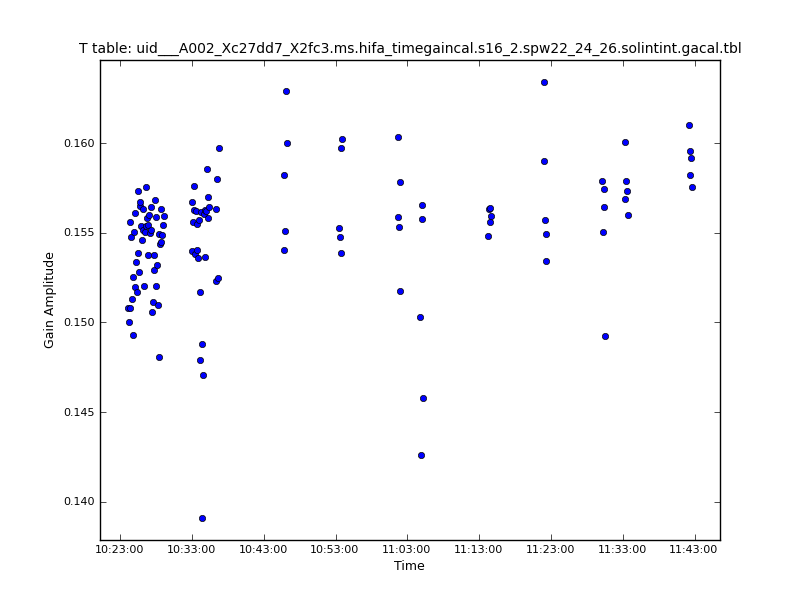 T table: uid___A002_Xc27dd7_X2fc3.ms.hifa_timegaincal.s16_2.spw22_24_26.solintint.gacal.tbl
0.160
0.155
0.150
0.145
0.140
Gain Amplitude
10:23:00 10:33:00 10:43:00 10:53:00 11:03:00 11:13:00 11:23:00 11:33:00 11:43:00
Time